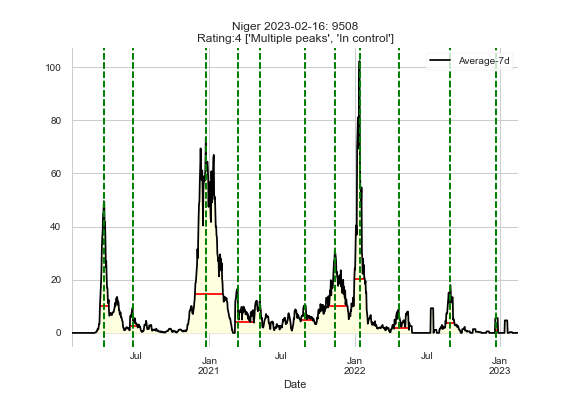 Niger 2023-02-16: 9508
Rating:4 ['Multiple peaks', 'In control']
Average-7d
100
80
60
40
20
0
Jul
Jan
2021
Jul
Jan
2022
Jul
Jan
2023
Date